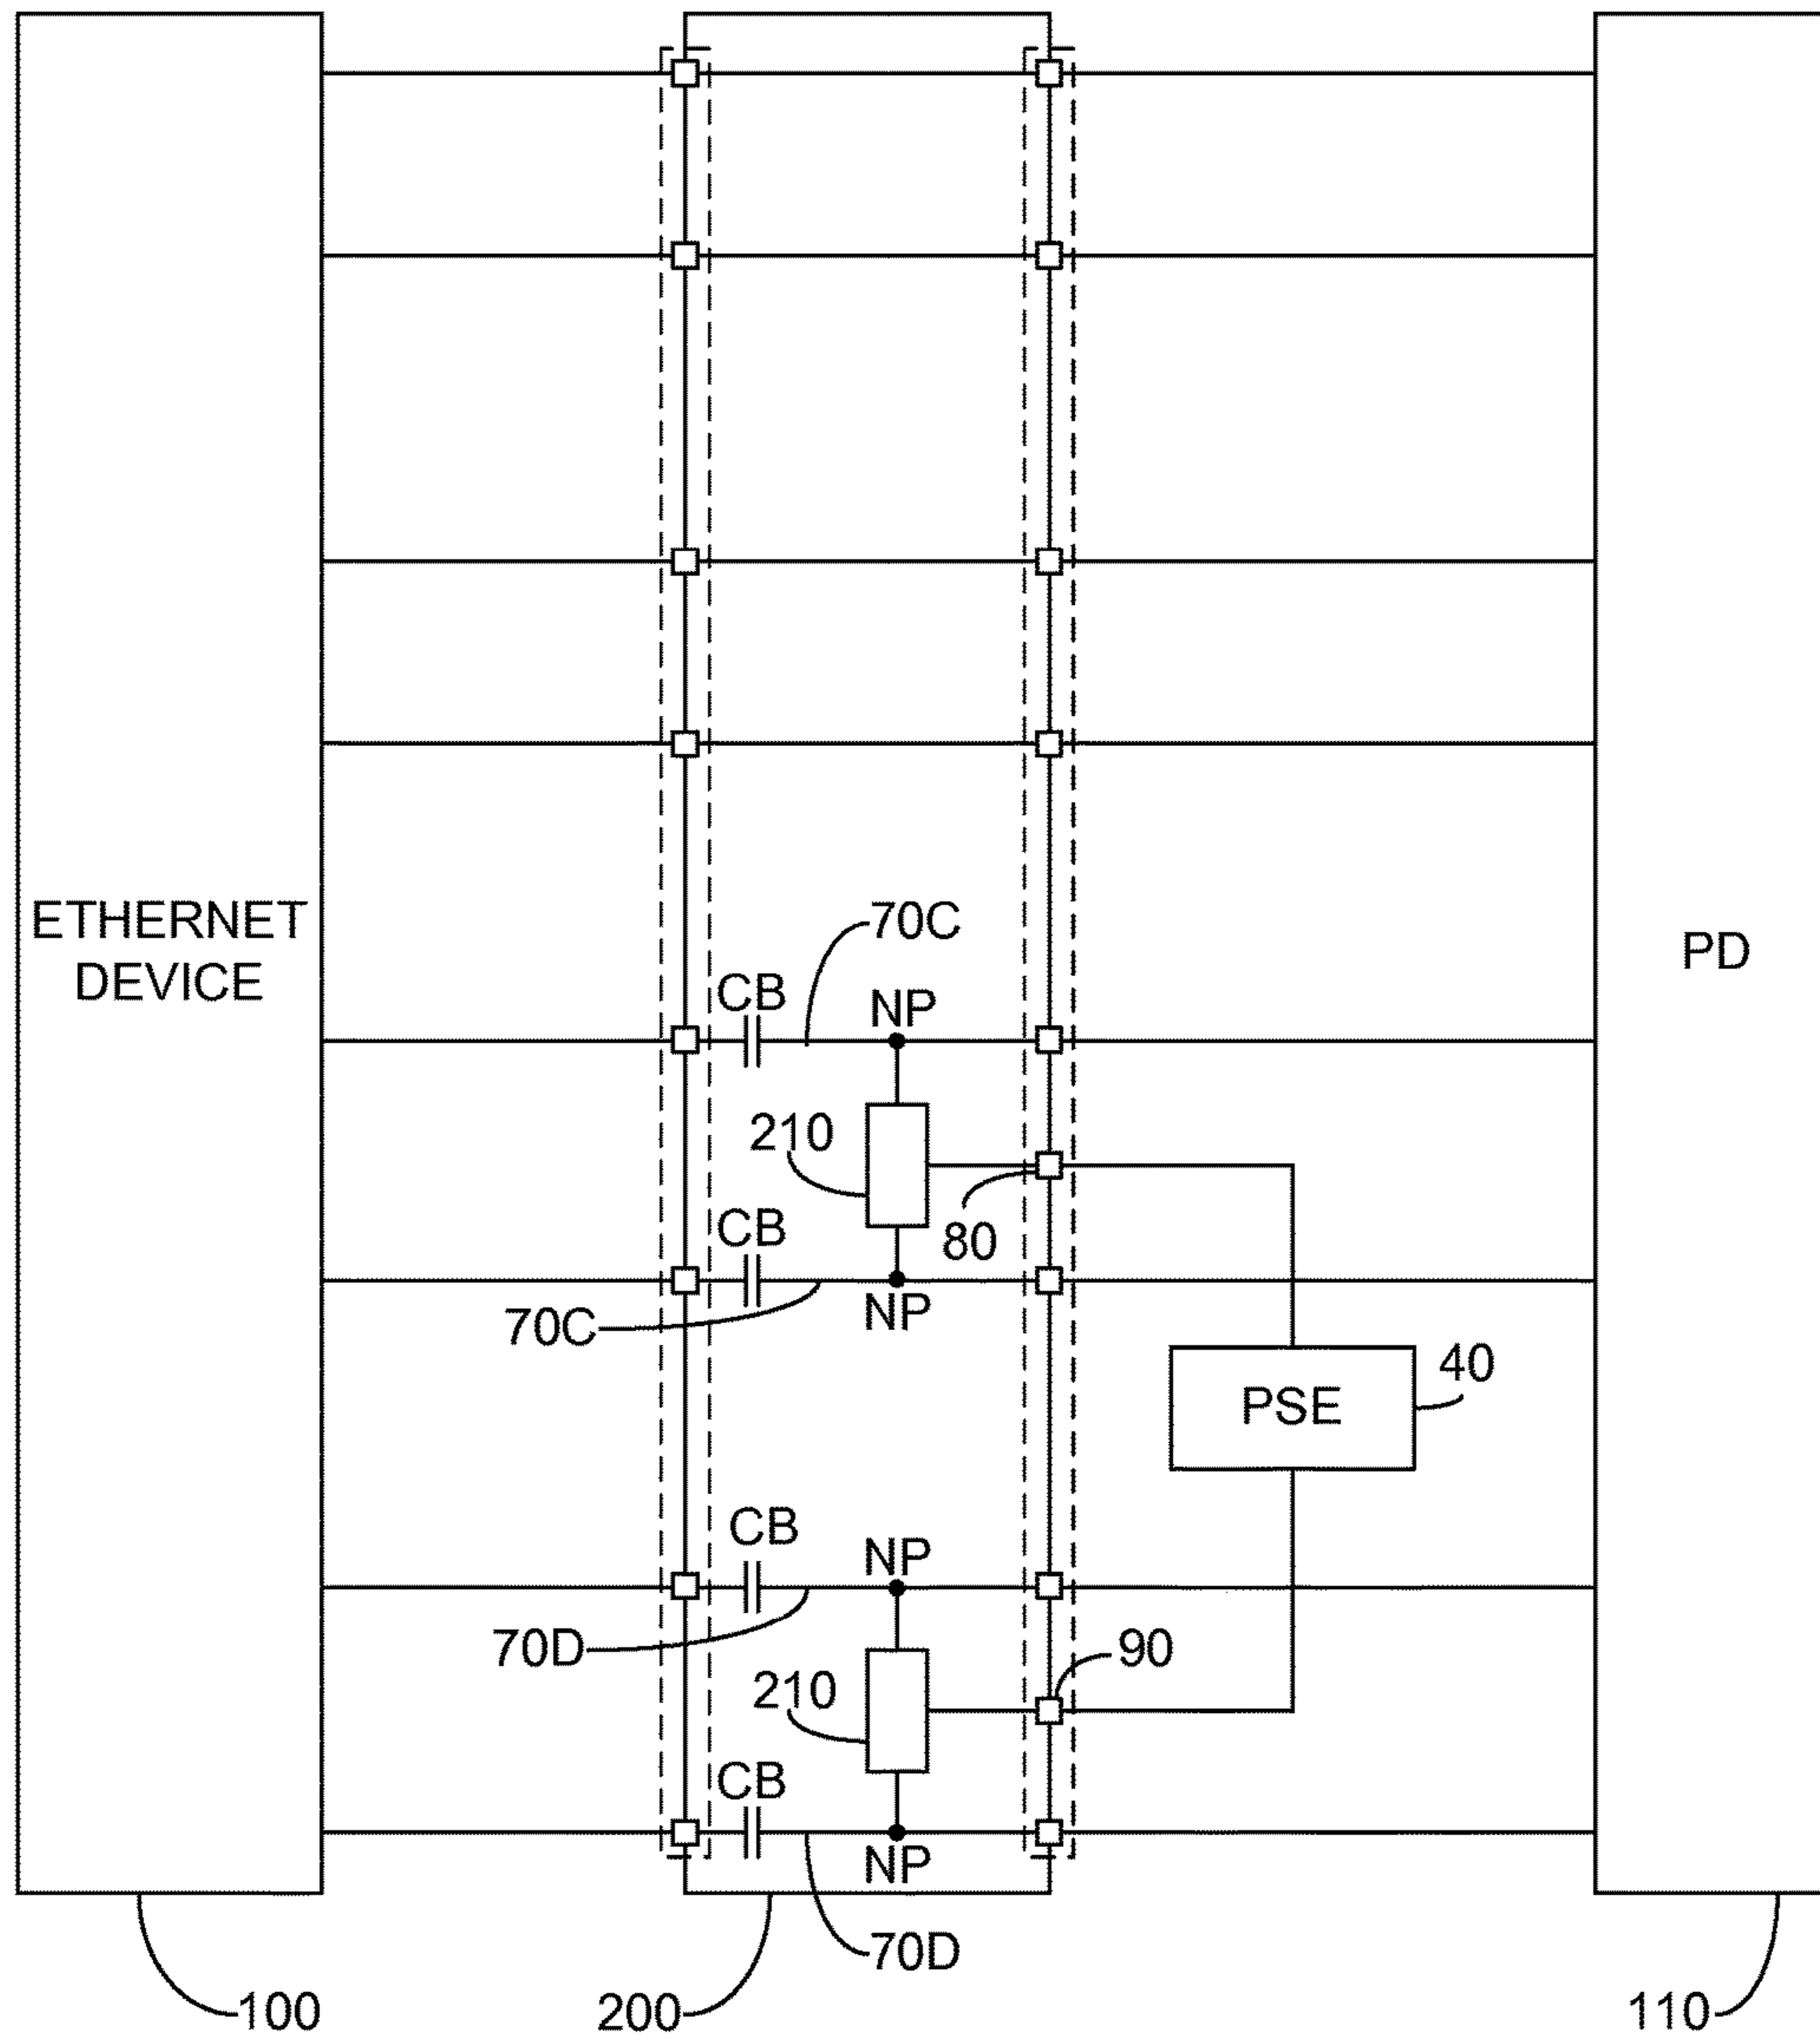 ETHERNET
DEVICE
PD
70C
CB
NP
210
80
CB
70C
NP
40
PSE
CB
NP
70D
90
210
CB
NP
70D
100
200
110